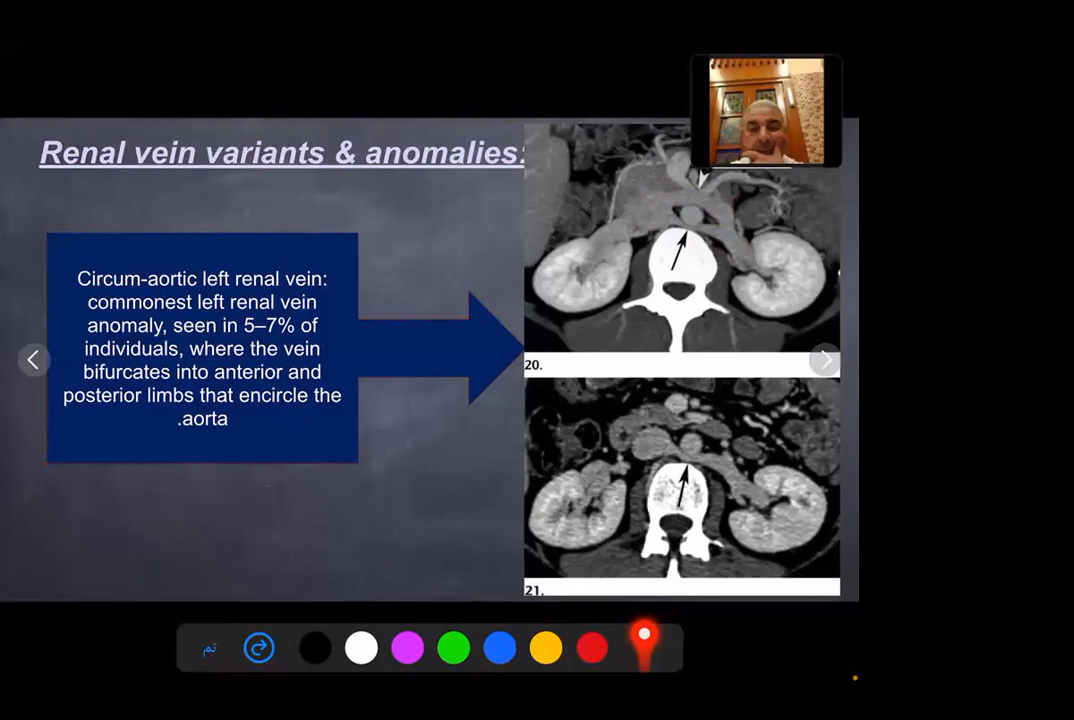 Renal vein variants & anomalies:
Circum-aortic left renal vein:
commonest left renal vein
anomaly, seen in 5–7% of
individuals, where the vein
bifurcates into anterior and
posterior limbs that encircle the
.aorta
20.
21.
تم